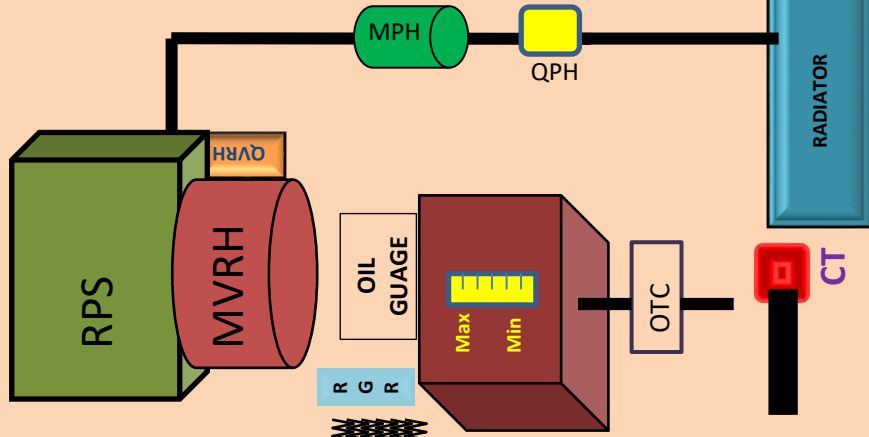 MPH
QPH
RADIATOR
QVRH
RPS
MVRH
OIL
GUAGE
Max
Min
OTC
CT
R
G
R